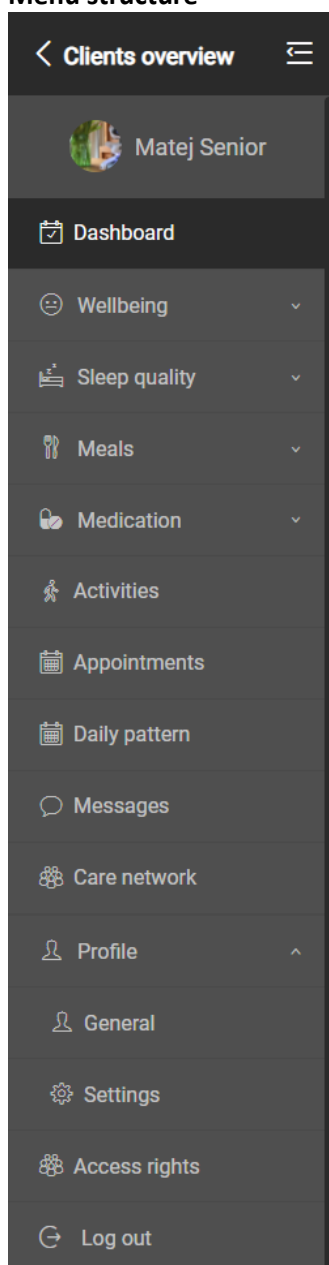 Menu structure
Clients overview
Matej Senior
Dashboard
Wellbeing
Sleep quality
Meals
Medication
Activities
Appointments
Daily pattern
Messages
Care network
Profile
General
Settings
Access rights
Log out